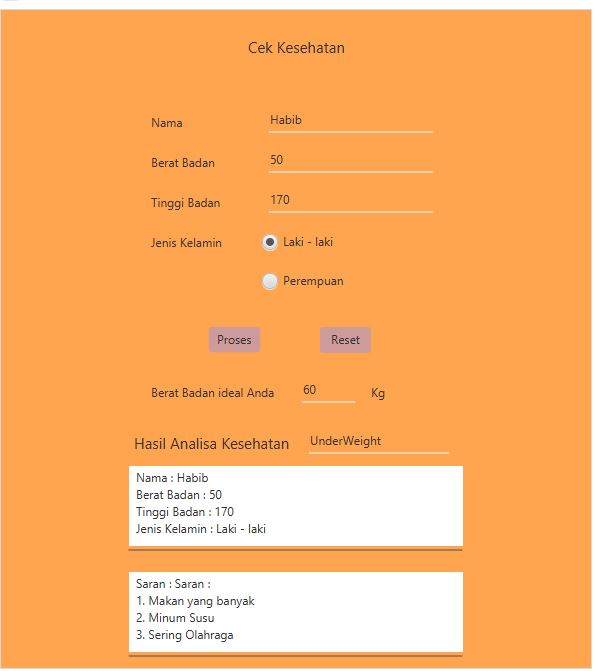 Cek Kesehatan
Nama Habib
Berat Badan 50
Tinggi Badan 170
Jenis Kelamin Laki - laki
Perempuan
Proses Reset
Berat Badan ideal Anda 60 Kg
Hasil Analisa Kesehatan UnderWeight
Nama : Habib
Berat Badan : 50
Tinggi Badan : 170
Jenis Kelamin : Laki - laki
Saran : Saran :
1. Makan yang banyak
2. Minum Susu
3. Sering Olahraga